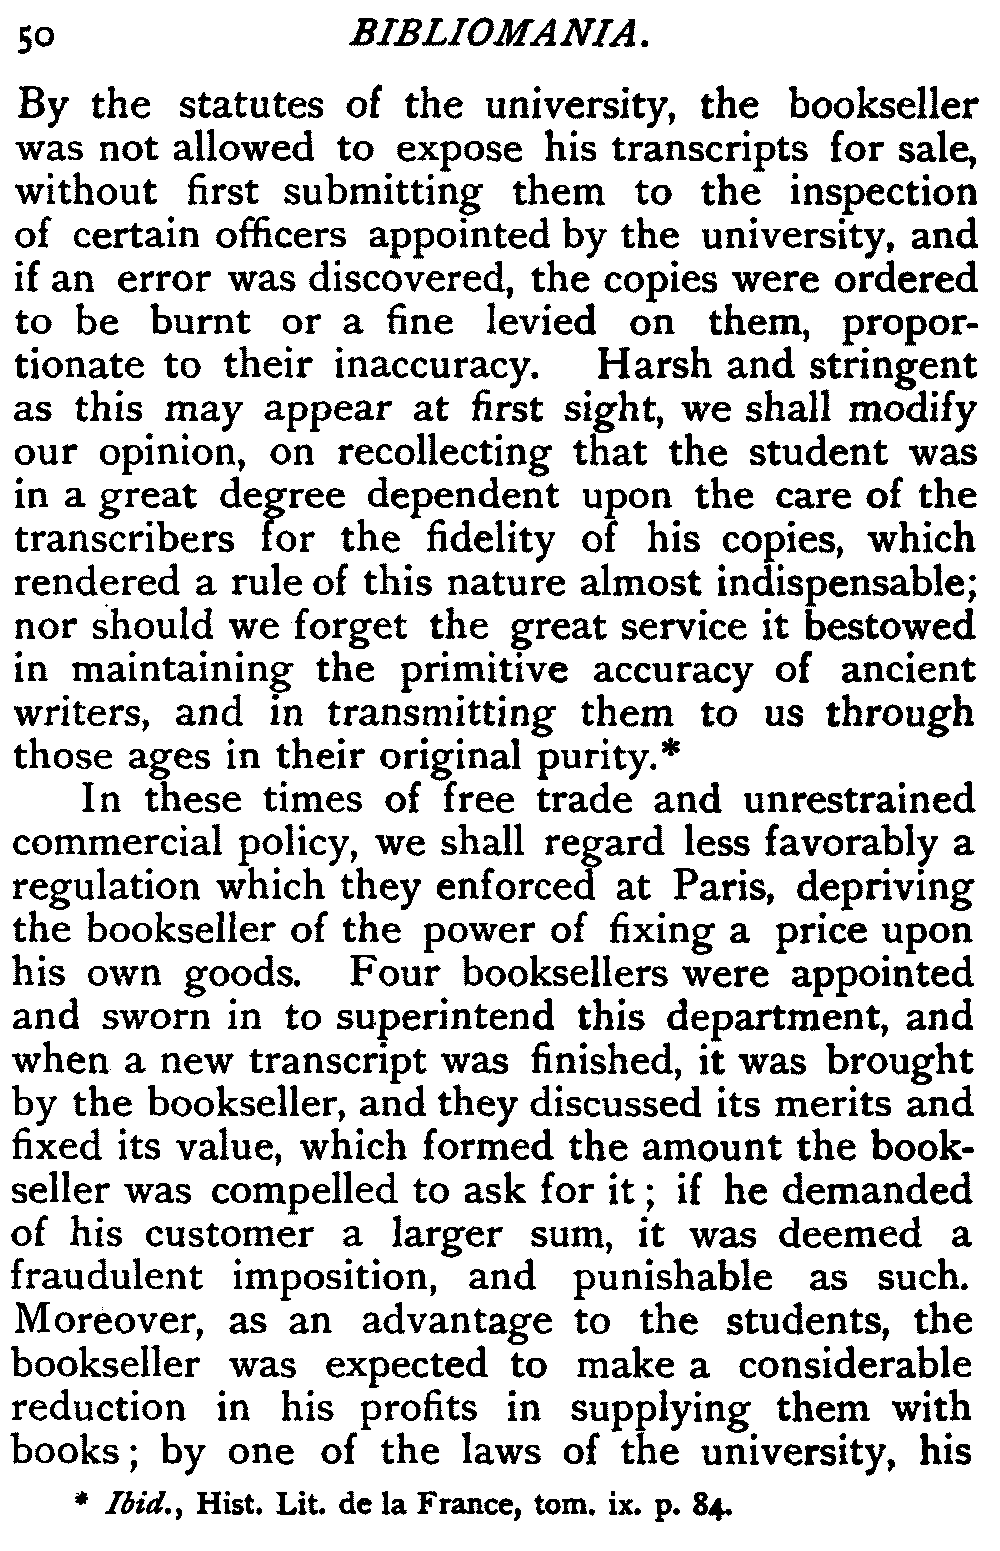 50 BIBLIOMANIA.
By the statutes of the university, the bookseller
was not allowed to expose his transcripts for sale,
without first submitting them to the inspection
of certain officers appointed by the university, and
if an error was discovered, the copies were ordered
to be burnt or a fine levied on them, propor-
tionate to their inaccuracy. Harsh and stringent
as this may appear at first sight, we shall modify
our opinion, on recollecting that the student was
in a great degree dependent upon the care of the
transcribers for the fidelity of his copies, which
rendered a rule of this nature almost indispensable;
nor should we forget the great service it bestowed
in maintaining the primitive accuracy of ancient
writers, and in transmitting them to us through
those ages in their original purity.*
In these times of free trade and unrestrained
commercial policy, we shall regard less favorably a
regulation which they enforced at Paris, depriving
the bookseller of the power of fixing a price upon
his own goods. Four booksellers were appointed
and sworn in to superintend this department, and
when a new transcript was finished, it was brought
by the bookseller, and they discussed its merits and
fixed its value, which formed the amount the book-
seller was compelled to ask for it ; if he demanded
of his customer a larger sum, it was deemed a
fraudulent imposition, and punishable as such.
Moreover, as an advantage to the students, the
bookseller was expected to make a considerable
reduction in his profits in supplying them with
books ; by one of the laws of the university, his
* Ibid., Hist. Lit. de la France, tom. ix. p. 84.